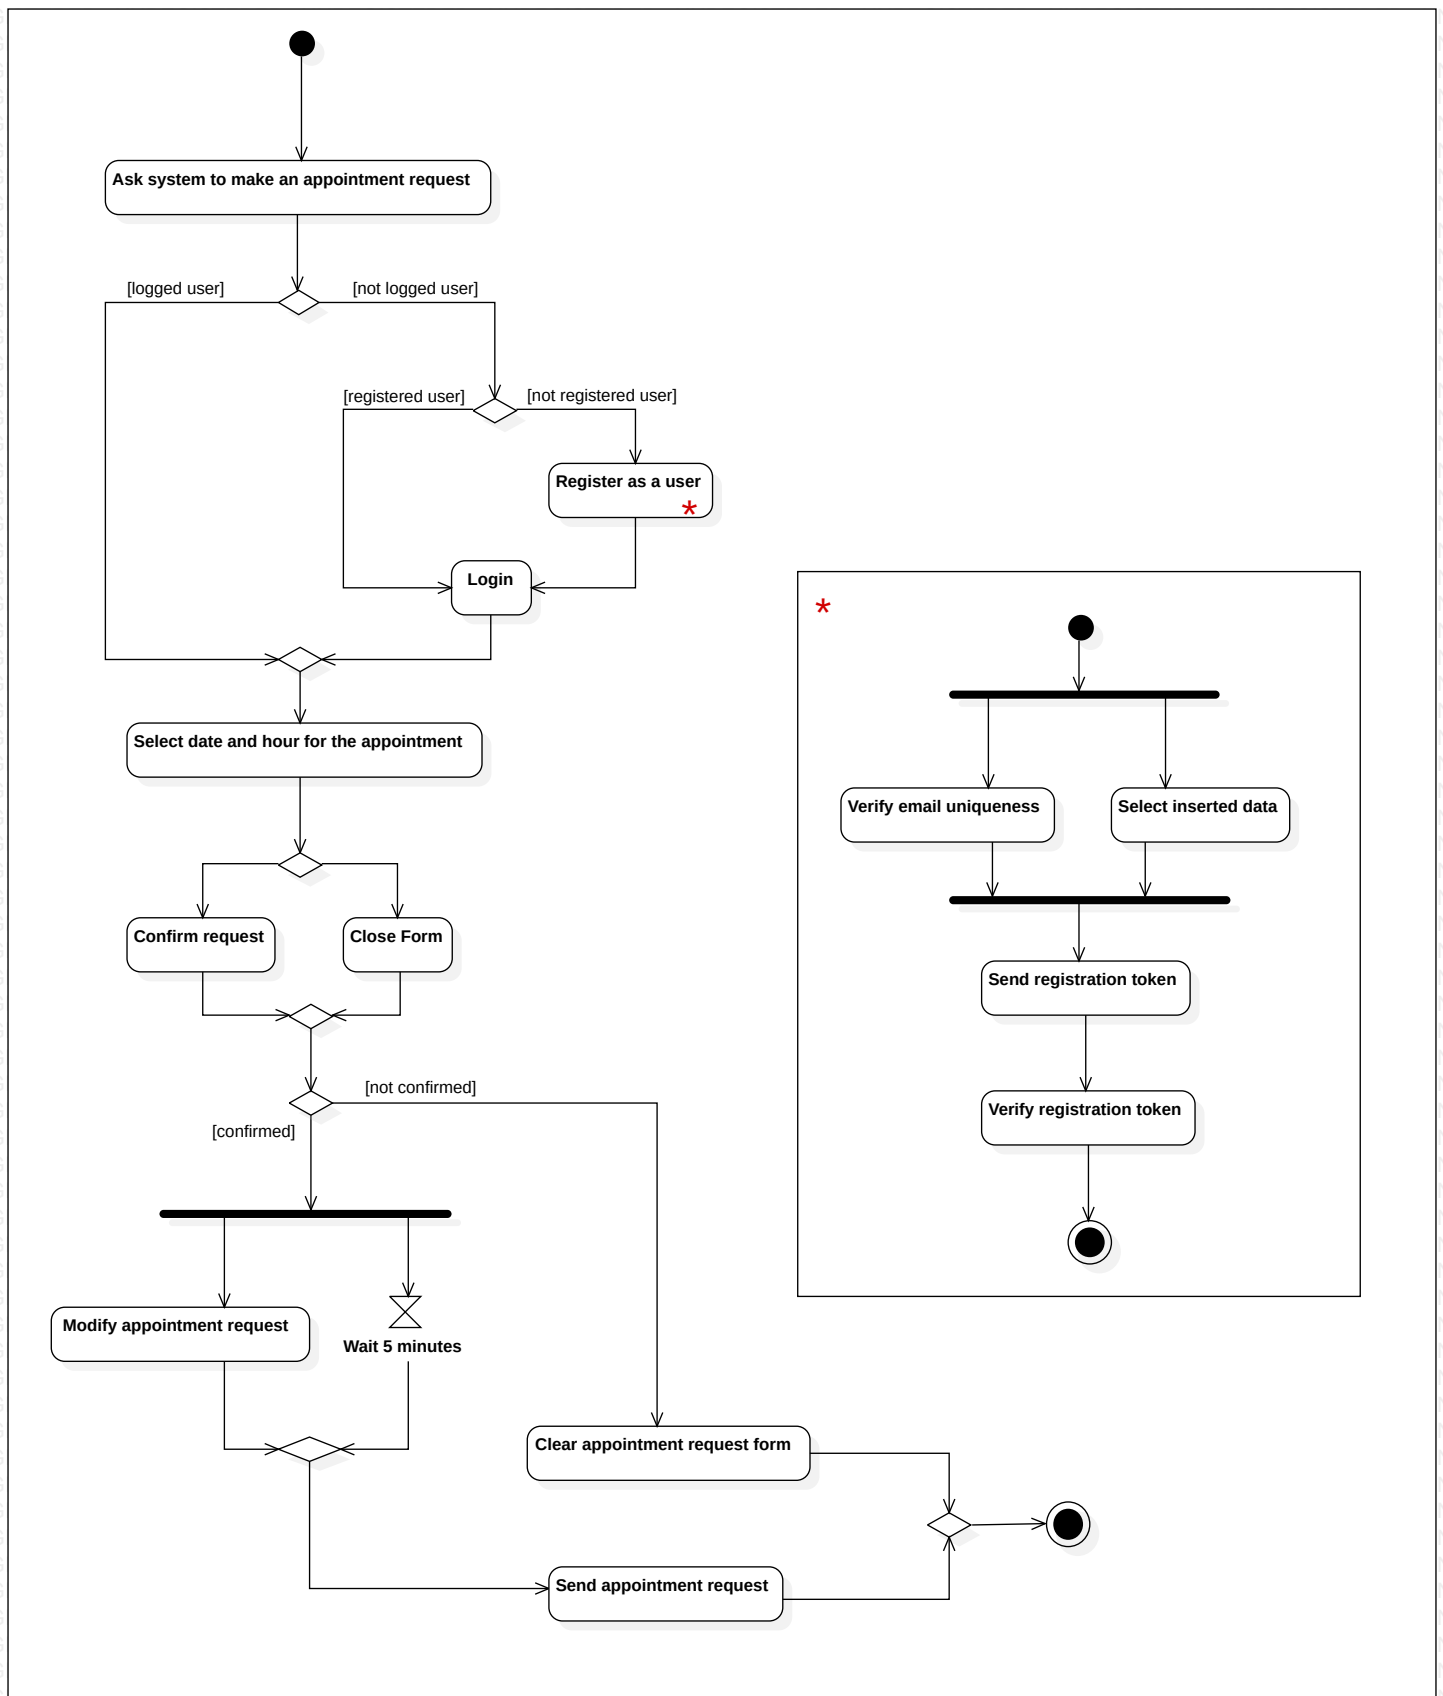 Ask system to make an appointment request
[logged user]
[not logged user]
[registered user]
[not registered user]
Register as a user
*
Login
Select date and hour for the appointment
Confirm request
Close Form
[not confirmed]
[confirmed]
Modify appointment request
Wait 5 minutes
Clear appointment request form
Send appointment request
*
Verify email uniqueness
Select inserted data
Send registration token
Verify registration token